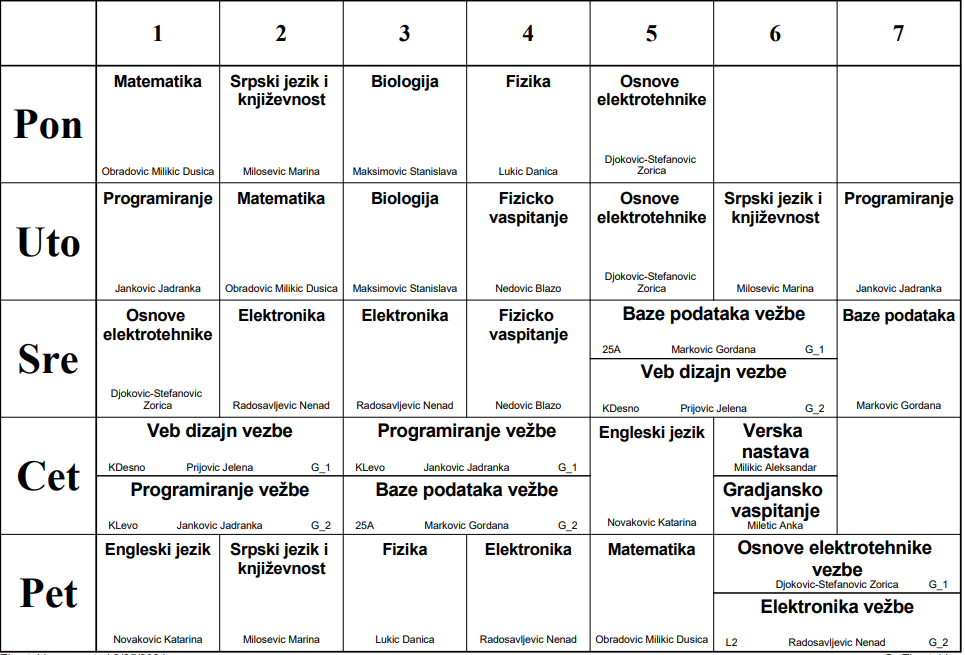 1 2 3 4 5 6 7
Pon
Matematika
Obradovic Milikic Dusica
Srpski jezik i
književnost
Milosevic Marina
Biologija
Maksimovic Stanislava
Fizika
Lukic Danica
Osnove
elektrotehnike
Djokovic-Stefanovic
Zorica
Uto
Programiranje
Jankovic Jadranka
Matematika
Obradovic Milikic Dusica
Biologija
Maksimovic Stanislava
Fizicko
vaspitanje
Nedovic Blazo
Osnove
elektrotehnike
Djokovic-Stefanovic
Zorica
Srpski jezik i
književnost
Milosevic Marina
Programiranje
Jankovic Jadranka
Sre
Osnove
elektrotehnike
Djokovic-Stefanovic
Zorica
Elektronika
Radosavljevic Nenad
Elektronika
Radosavljevic Nenad
Fizicko
vaspitanje
Nedovic Blazo
Baze podataka vežbe
25A Markovic Gordana G_1
Veb dizajn vezbe
KDesno Prijovic Jelena G_2
Baze podataka
Markovic Gordana
Cet
Veb dizajn vezbe
KDesno Prijovic Jelena G_1
Programiranje vežbe
KLevo Jankovic Jadranka G_2
Programiranje vežbe
KLevo Jankovic Jadranka G_1
Baze podataka vežbe
25A Markovic Gordana G_2
Engleski jezik
Novakovic Katarina
Verska
nastava
Milikic Aleksandar
Gradjansko
vaspitanje
Miletic Anka
Pet
Engleski jezik
Novakovic Katarina
Srpski jezik i
književnost
Milosevic Marina
Fizika
Lukic Danica
Elektronika
Radosavljevic Nenad
Matematika
Obradovic Milikic Dusica
Osnove elektrotehnike
vezbe
Djokovic-Stefanovic Zorica G_1
Elektronika vežbe
L2 Radosavljevic Nenad G_2